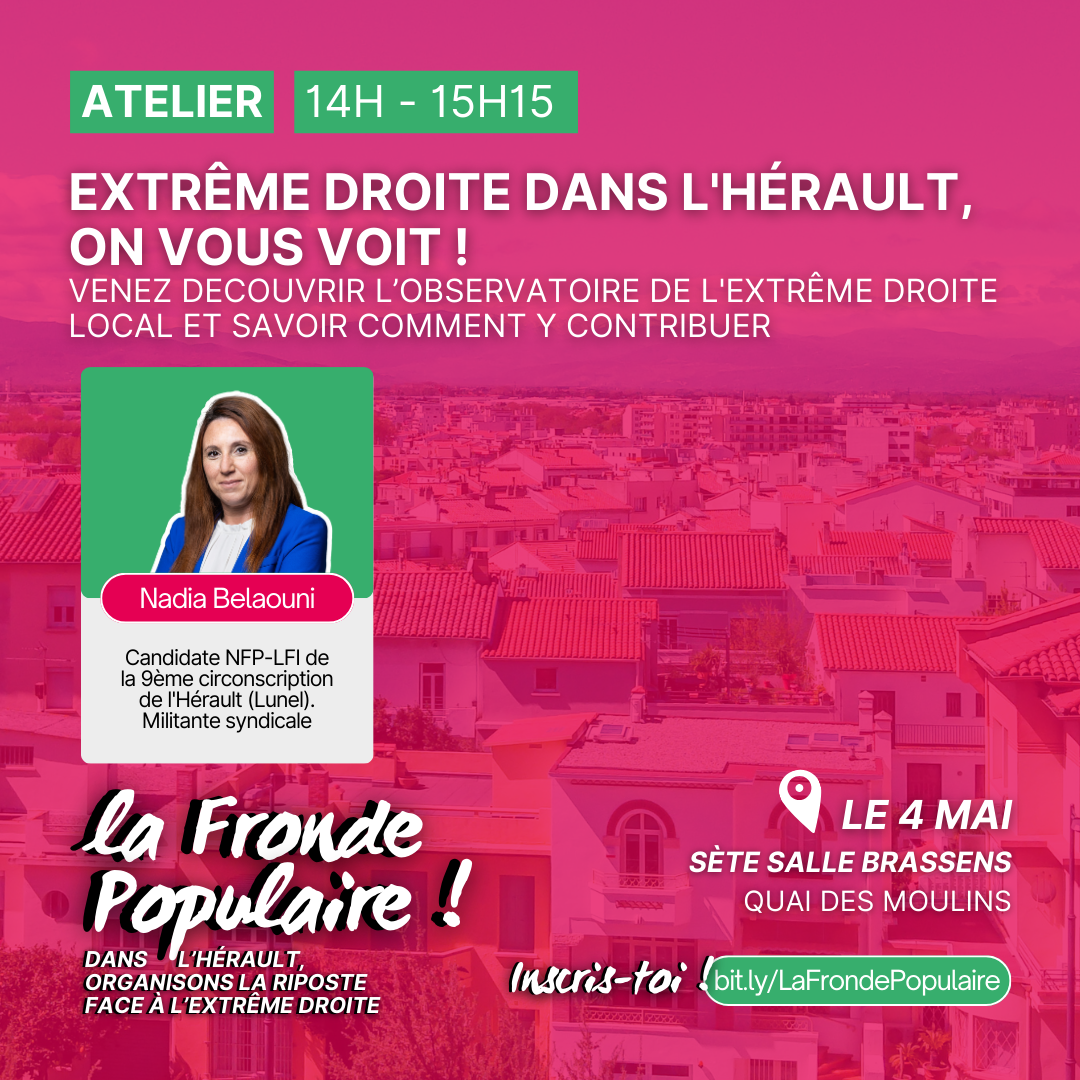 ATELIER 14H - 15H15
EXTRÊME DROITE DANS L'HÉRAULT,
ON VOUS VOIT !
VENEZ DECOUVRIR L’OBSERVATOIRE DE L'EXTRÊME DROITE
LOCAL ET SAVOIR COMMENT Y CONTRIBUER
Nadia Belaouni
Candidate NFP-LFI de
la 9ème circonscription
de l'Hérault (Lunel).
Militante syndicale
la Fronde
Populaire !
DANS L’HÉRAULT,
ORGANISONS LA RIPOSTE
FACE À L’EXTRÊME DROITE
LE 4 MAI
SÈTE SALLE BRASSENS
QUAI DES MOULINS
Inscris-toi ! bit.ly/LaFrondePopulaire